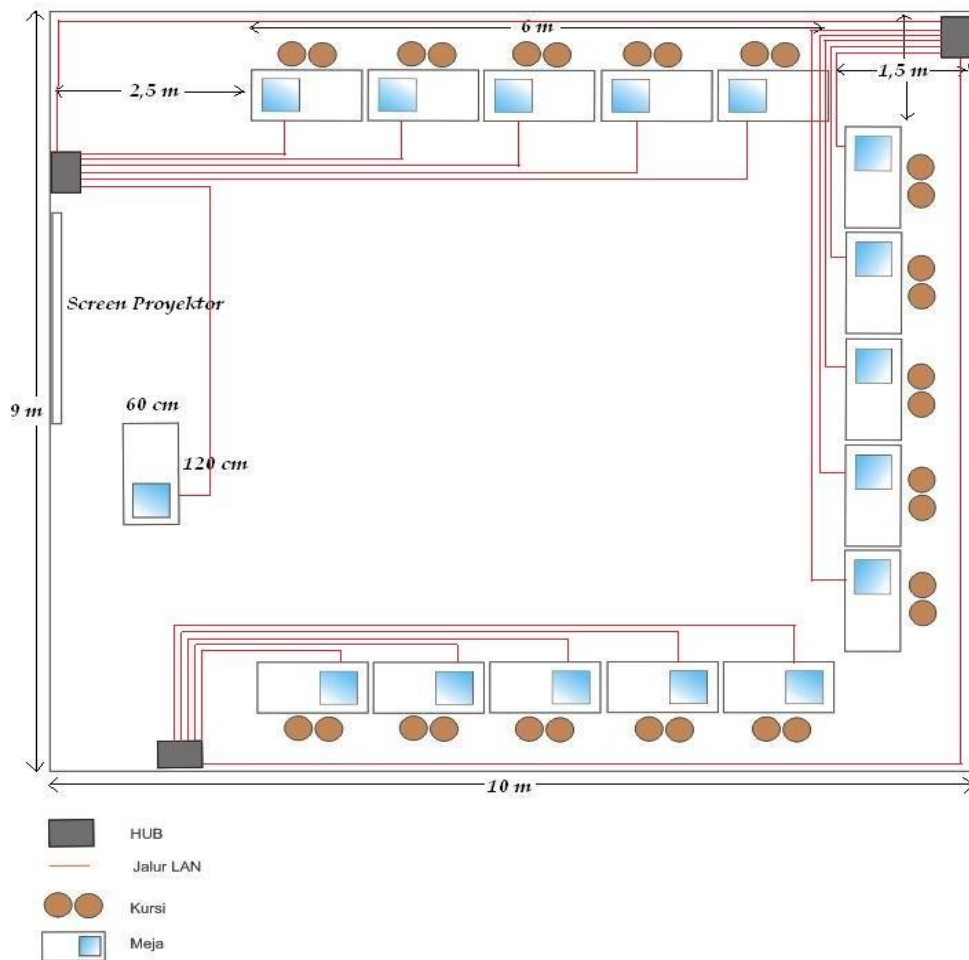 6 m
2,5 m
1,5 m
Screen Proyektor
60 cm
9 m
120 cm
10 m
HUB
Jalur LAN
Kursi
Meja